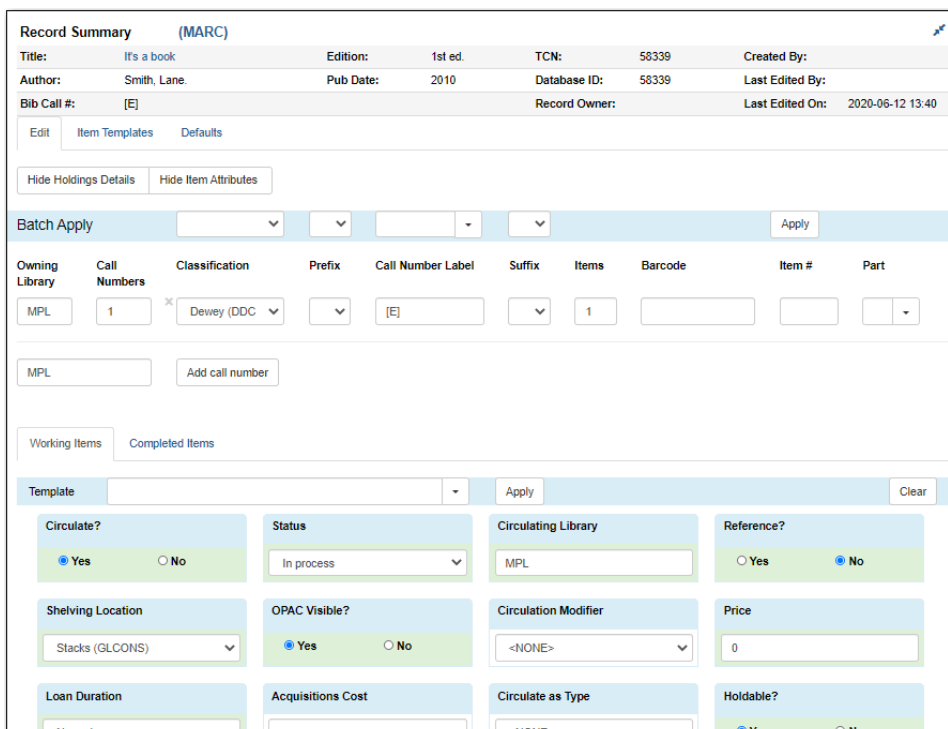 Record Summary (MARC)
Title: It's a book Edition: 1st ed. TCN: 58339 Created By:
Author: Smith, Lane. Pub Date: 2010 Database ID: 58339 Last Edited By:
Bib Call #: [E] Record Owner: Last Edited On: 2020-06-12 13:40
Edit Item Templates Defaults
Hide Holdings Details Hide Item Attributes
Batch Apply Apply
Owning Library Call Numbers Classification Prefix Call Number Label Suffix Items Barcode Item # Part
MPL 1 Dewey (DDC [E] 1
MPL Add call number
Working Items Completed Items
Template Apply Clear
Circulate? Status Circulating Library Reference?
Yes No In process MPL Yes No
Shelving Location OPAC Visible? Circulation Modifier Price
Stacks (GLCONS) Yes No <NONE> 0
Loan Duration Acquisitions Cost Circulate as Type Holdable?